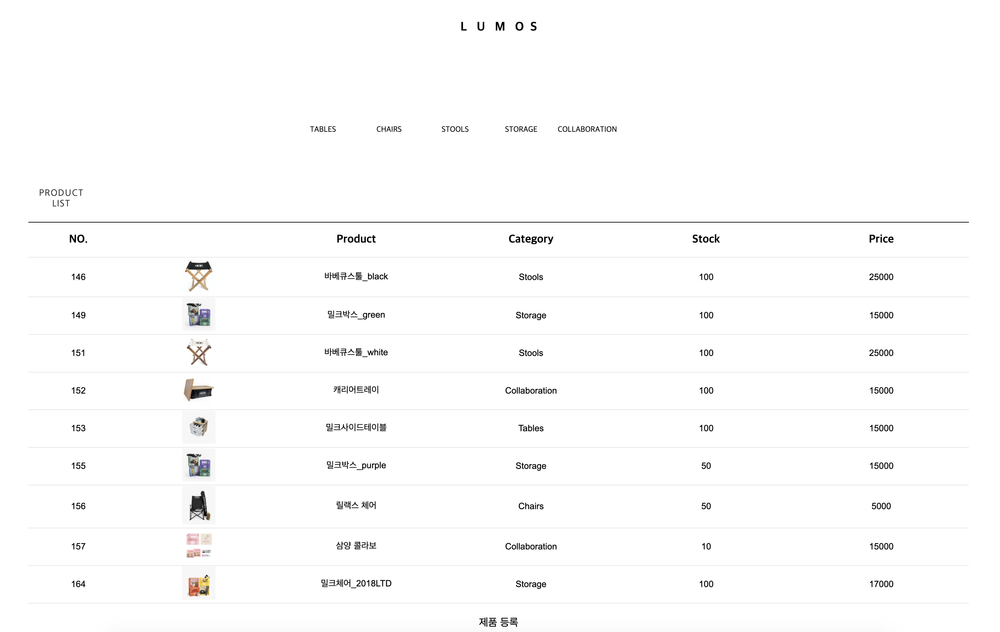 L U M O S
TABLES CHAIRS STOOLS STORAGE COLLABORATION
PRODUCT
LIST
NO. Product Category Stock Price
146 바베큐스툴_black Stools 100 25000
149 밀크박스_green Storage 100 15000
151 바베큐스툴_white Stools 100 25000
152 캐리어트레이 Collaboration 100 15000
153 밀크사이드테이블 Tables 100 15000
155 밀크박스_purple Storage 50 15000
156 릴랙스 체어 Chairs 50 5000
157 삼양 콜라보 Collaboration 10 15000
164 밀크체어_2018LTD Storage 100 17000
제품 등록